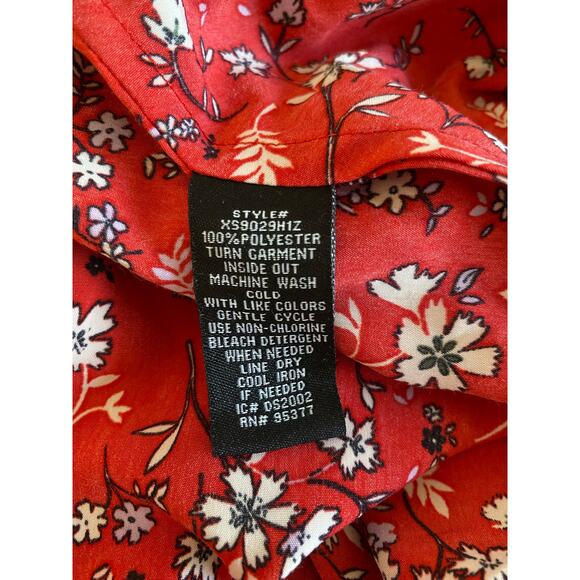 STYLE#
XS9029H1Z
100%POLYESTER
TURN GARMENT
INSIDE OUT
MACHINE WASH
COLD
WITH LIKE COLORS
GENTLE CYCLE
USE NON-CHLORINE
BLEACH DETERGENT
WHEN NEEDED
LINE DRY
COOL IRON
IF NEEDED
IC# DS2002
RN# 95377